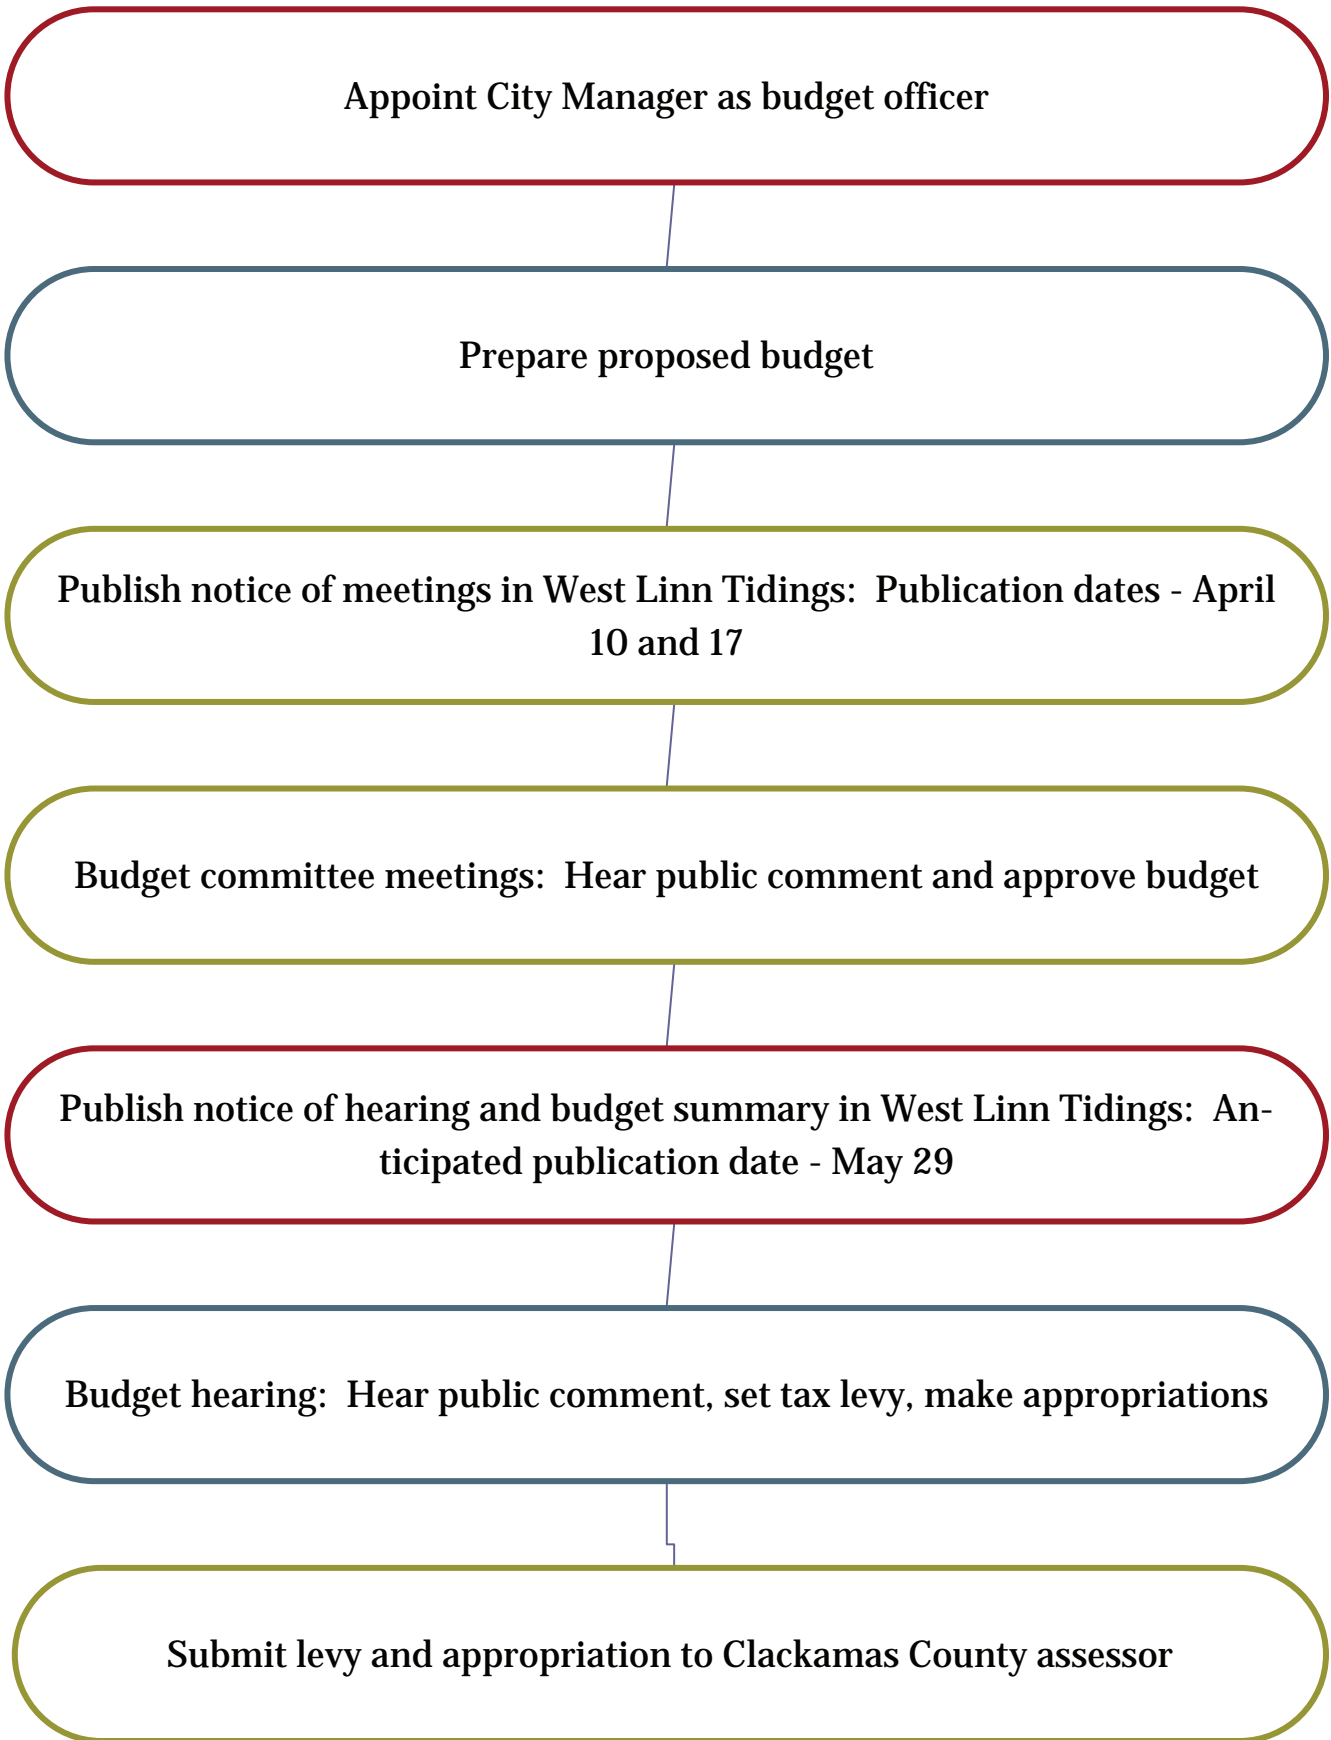 Appoint City Manager as budget officer
Prepare proposed budget
Publish notice of meetings in West Linn Tidings:  Publication dates - April
10 and 17
Budget committee meetings:  Hear public comment and approve budget
Publish notice of hearing and budget summary in West Linn Tidings:  An-
ticipated publication date - May 29
Budget hearing:  Hear public comment, set tax levy, make appropriations
Submit levy and appropriation to Clackamas County assessor